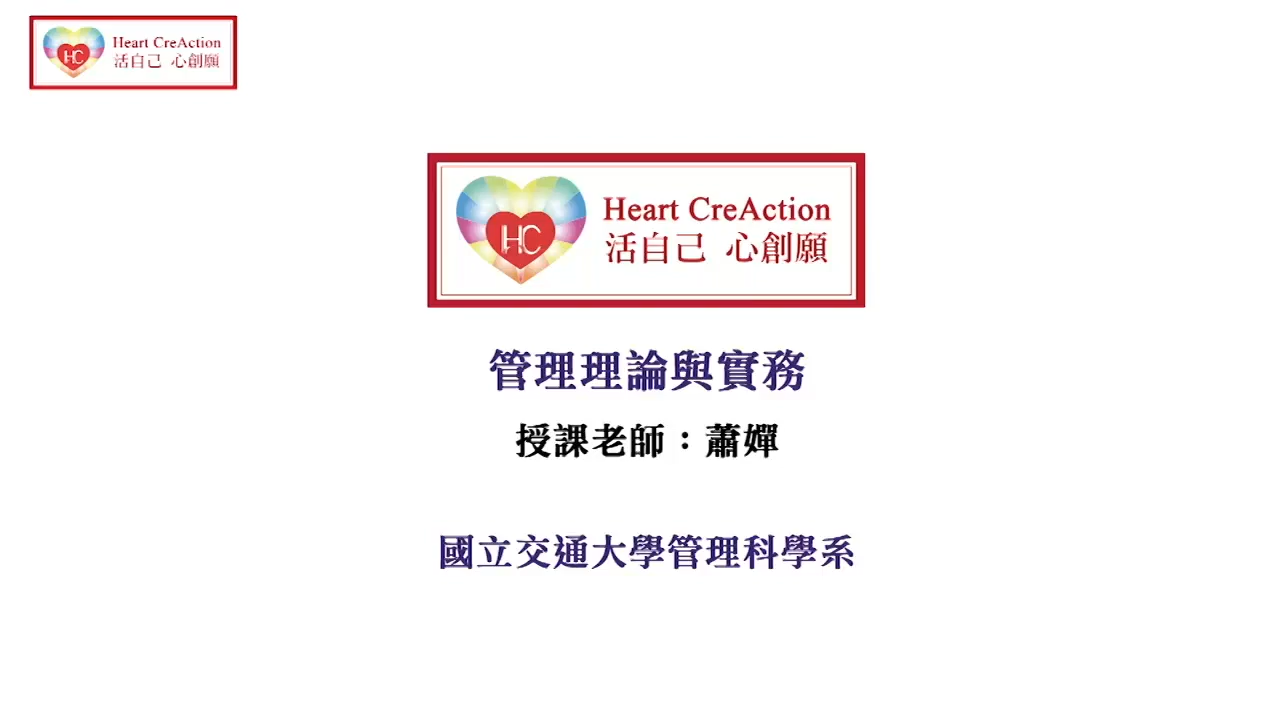 Heart CreAction
活自己 心創願
HC
Heart CreAction
活自己 心創願
HC
管理理論與實務
授課老師：蕭嬋
國立交通大學管理科學系